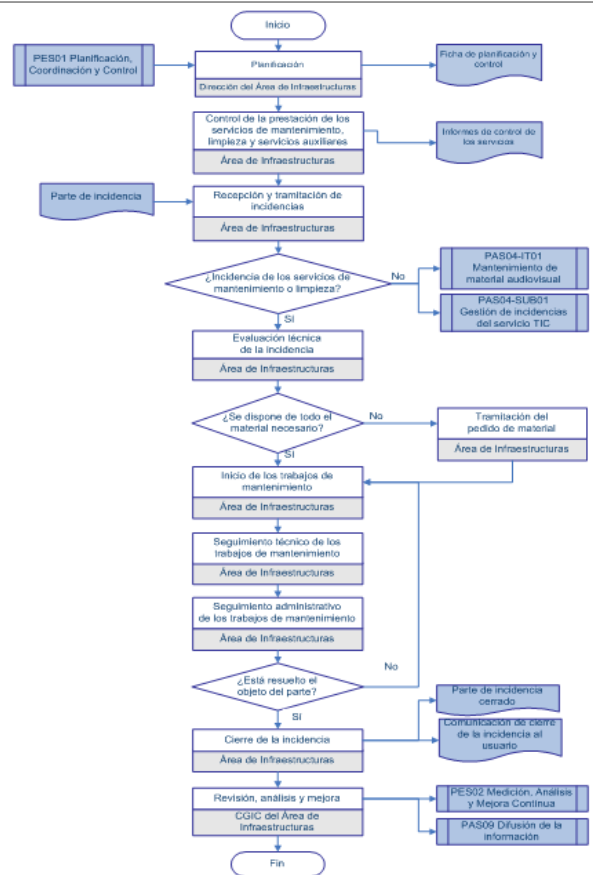 Inicio
PES01 Planificación,
Coordinación y Control
Planificación
Dirección del Área de Infraestructuras
Ficha de planificación y
control
Control de la prestación de los
servicios de mantenimiento,
limpieza y servicios auxiliares
Área de Infraestructuras
Informes de control de
los servicios
Parte de incidencia
Recepción y tramitación de
incidencias
Área de Infraestructuras
¿Incidencia de los servicios de
mantenimiento o limpieza?
No
PAS04-IT01
Mantenimiento de
material audiovisual
PAS04-SUB01
Gestión de incidencias
del servicio TIC
Sí
Evaluación técnica
de la incidencia
Área de Infraestructuras
¿Se dispone de todo el
material necesario?
No
Tramitación del
pedido de material
Área de Infraestructuras
Sí
Inicio de los trabajos de
mantenimiento
Área de Infraestructuras
Seguimiento técnico de los
trabajos de mantenimiento
Área de Infraestructuras
Seguimiento administrativo
de los trabajos de mantenimiento
Área de Infraestructuras
¿Está resuelto el
objeto del parte?
No
Sí
Parte de incidencia
cerrado
Cierre de la incidencia
Área de Infraestructuras
Comunicación de cierre
de la incidencia al
usuario
Revisión, análisis y mejora
CGIC del Área de
Infraestructuras
PES02 Medición, Análisis
y Mejora Continua
PAS09 Difusión de la
información
Fin